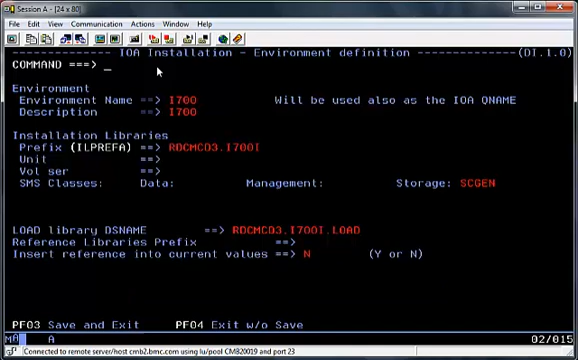 Session A - [24 x 80]
File Edit View Communication Actions Window Help
IOA Installation - Environment definition (DI.1.0)
COMMAND ===> _
Environment
Environment Name ==> I700 Will be used also as the IOA QNAME
Description ==> I700
Installation Libraries
Prefix (ILPREFA) ==> RDCMCD3.I700I
Unit ==>
Vol ser ==>
SMS Classes: Data: Management: Storage: SCGEN
LOAD library DSNAME ==> RDCMCD3.I700I.LOAD
Reference Libraries Prefix ==>
Insert reference into current values ==> N (Y or N)
PF03 Save and Exit PF04 Exit w/o Save
A 02/015
Connected to remote server/host cmb2.bmc.com using lu/pool CMB20019 and port 23